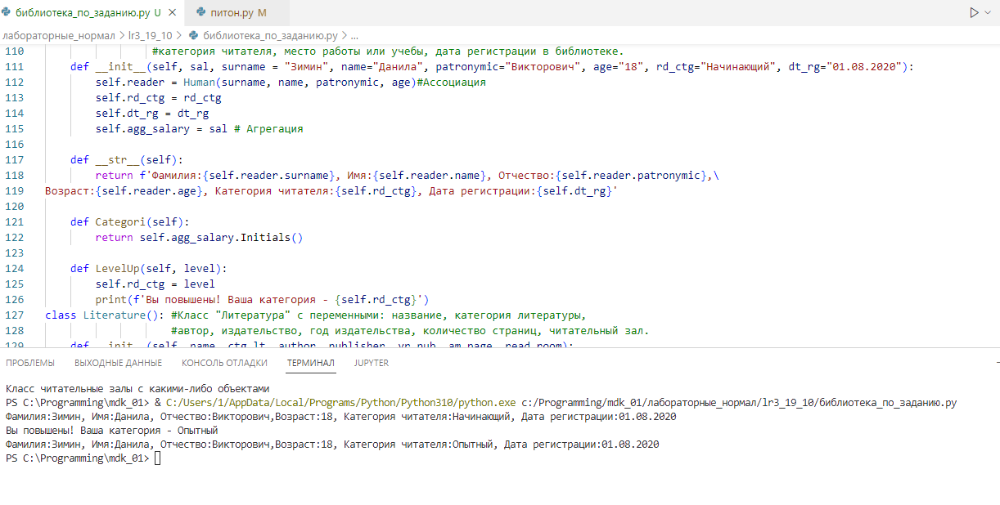 библиотека_по_заданию.py U
питон.py M
лабораторные_нормал > lr3_19_10 > библиотека_по_заданию.py > ...
110 #категория читателя, место работы или учебы, дата регистрации в библиотеке.
111 def __init__(self, sal, surname = "Зимин", name="Данила", patronymic="Викторович", age="18", rd_ctg="Начинающий", dt_rg="01.08.2020"):
112 self.reader = Human(surname, name, patronymic, age)#Ассоциация
113 self.rd_ctg = rd_ctg
114 self.dt_rg = dt_rg
115 self.agg_salary = sal # Агрегация
116
117 def __str__(self):
118 return f'Фамилия:{self.reader.surname}, Имя:{self.reader.name}, Отчество:{self.reader.patronymic},\
119 Возраст:{self.reader.age}, Категория читателя:{self.rd_ctg}, Дата регистрации:{self.dt_rg}'
120
121 def Categori(self):
122 return self.agg_salary.Initials()
123
124 def LevelUp(self, level):
125 self.rd_ctg = level
126 print(f'Вы повышены! Ваша категория - {self.rd_ctg}')
127 class Literature(): #Класс "Литература" с переменными: название, категория литературы,
128 #автор, издательство, год издательства, количество страниц, читательный зал.
129 def __init__(self, name, ctg_lt, author, publisher, yr_pub, am_page, read_room):
ПРОБЛЕМЫ ВЫХОДНЫЕ ДАННЫЕ КОНСОЛЬ ОТЛАДКИ ТЕРМИНАЛ JUPYTER
Класс читательные залы с какими-либо объектами
PS C:\Programming\mdk_01> & C:/Users/1/AppData/Local/Programs/Python/Python310/python.exe c:/Programming/mdk_01/лабораторные_нормал/lr3_19_10/библиотека_по_заданию.py
Фамилия:Зимин, Имя:Данила, Отчество:Викторович,Возраст:18, Категория читателя:Начинающий, Дата регистрации:01.08.2020
Вы повышены! Ваша категория - Опытный
Фамилия:Зимин, Имя:Данила, Отчество:Викторович,Возраст:18, Категория читателя:Опытный, Дата регистрации:01.08.2020
PS C:\Programming\mdk_01>